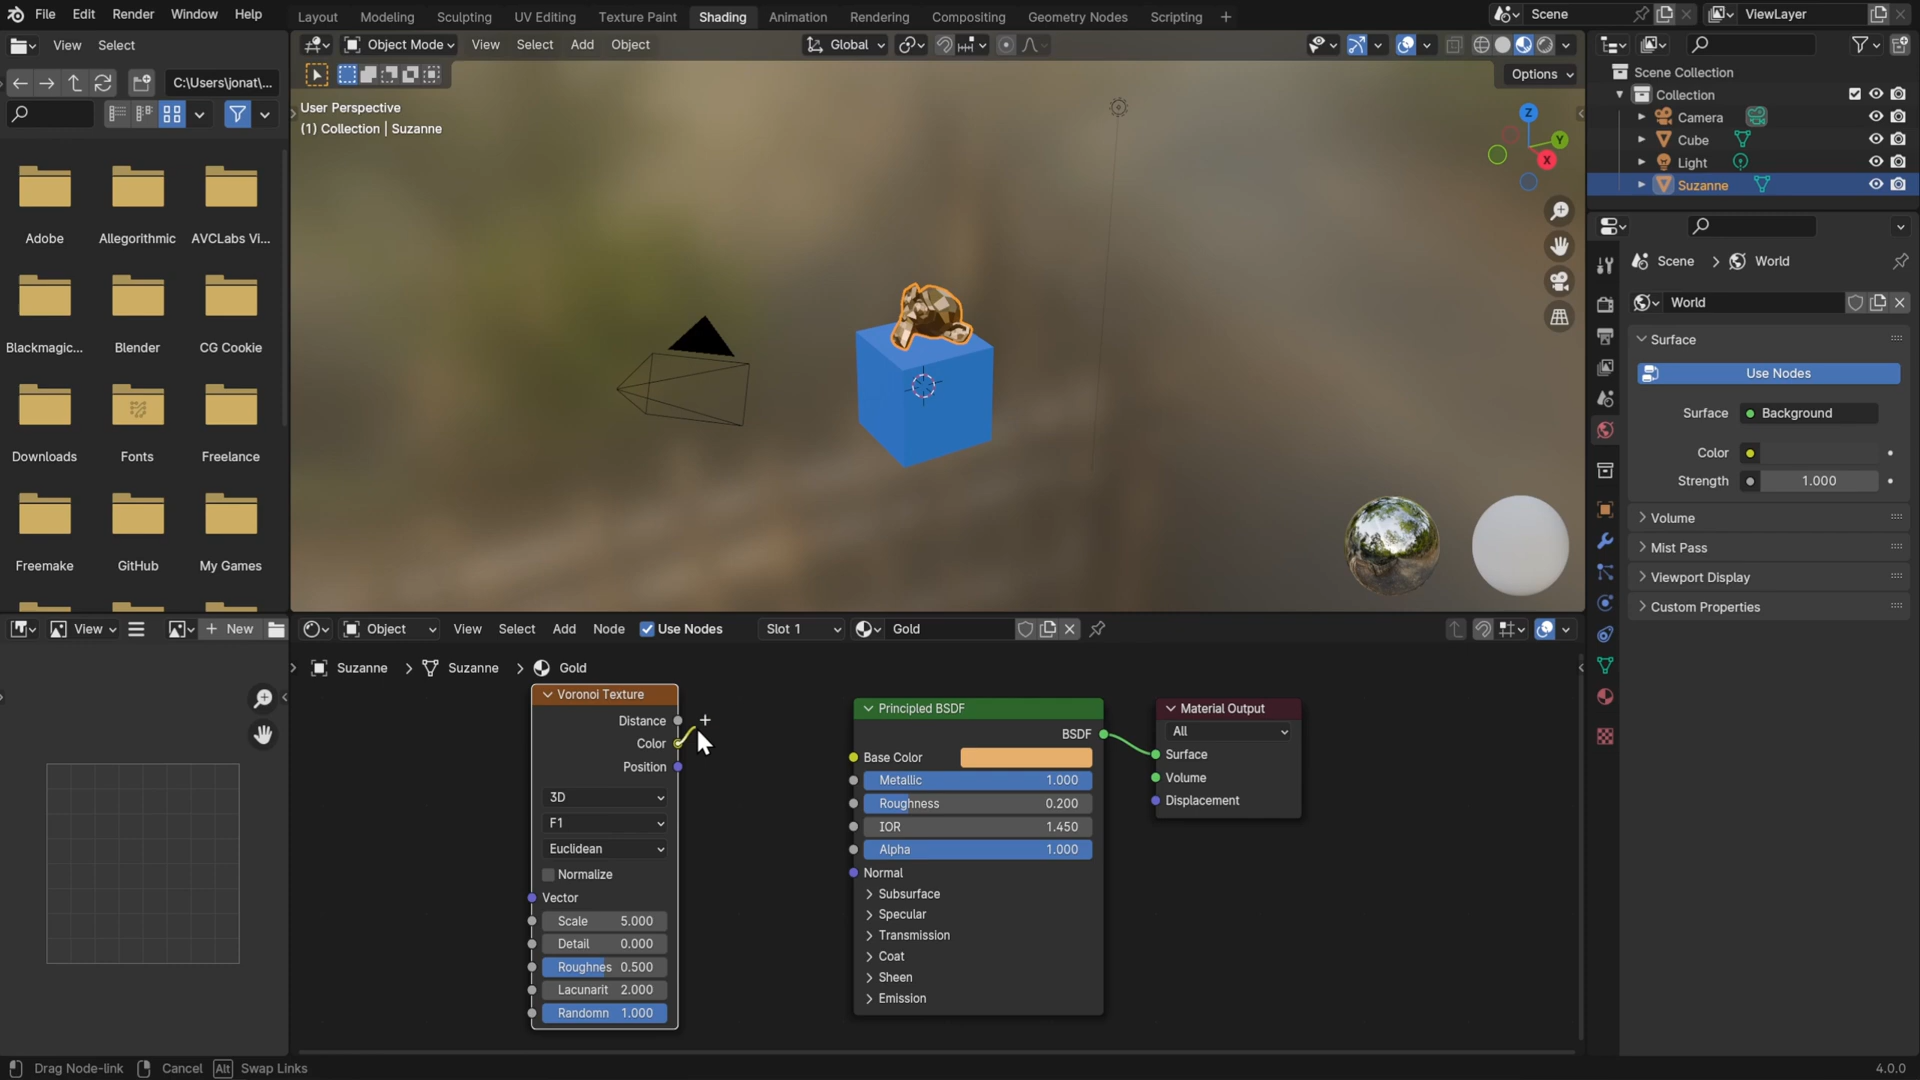 File Edit Render Window Help
Layout Modeling Sculpting UV Editing Texture Paint Shading Animation Rendering Compositing Geometry Nodes Scripting +
Scene
ViewLayer
View Select
Object Mode View Select Add Object
Global
Options
C:\Users\jonat\...
User Perspective
(1) Collection | Suzanne
Z
Y
X
Adobe Allegorithmic AVCLabs Vi...
Blackmagic... Blender CG Cookie
Downloads Fonts Freelance
Freemake GitHub My Games
Scene Collection
Collection
Camera
Cube
Light
Suzanne
Scene > World
World
Surface
Use Nodes
Surface Background
Color
Strength 1.000
Volume
Mist Pass
Viewport Display
Custom Properties
View + New
Object View Select Add Node Use Nodes Slot 1 Gold
Suzanne > Suzanne > Gold
Voronoi Texture
Distance
Color
Position
3D
F1
Euclidean
Normalize
Vector
Scale 5.000
Detail 0.000
Roughnes 0.500
Lacunarit 2.000
Randomn 1.000
Principled BSDF
BSDF
Base Color
Metallic 1.000
Roughness 0.200
IOR 1.450
Alpha 1.000
Normal
Subsurface
Specular
Transmission
Coat
Sheen
Emission
Material Output
All
Surface
Volume
Displacement
Drag Node-link Cancel Alt Swap Links
4.0.0